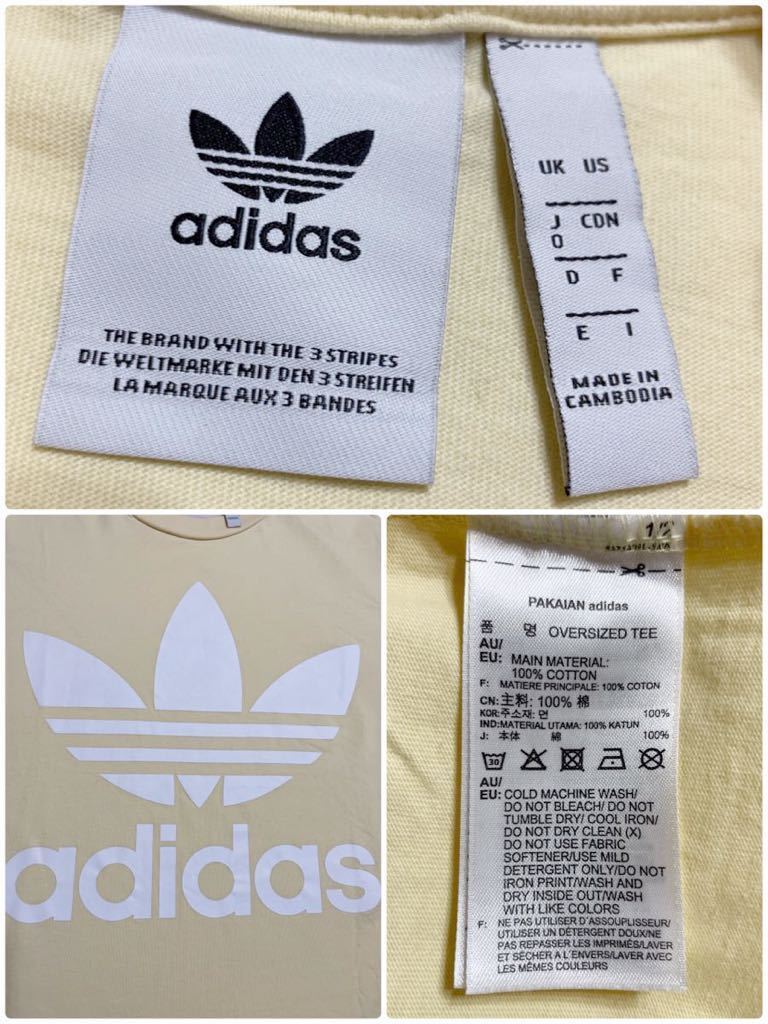 adidas
THE BRAND WITH THE 3 STRIPES
DIE WELTMARKE MIT DEN 3 STREIFEN
LA MARQUE AUX 3 BANDES
UK US
J CDN
O
D F
E I
MADE IN
CAMBODIA
adidas
PAKAIAN adidas
품 명 OVERSIZED TEE
AU/
EU: MAIN MATERIAL:
100% COTTON
F: MATIERE PRINCIPALE: 100% COTON
CN: 主料: 100% 棉
KOR: 주소재: 면 100%
IND: MATERIAL UTAMA: 100% KATUN
J: 本体 綿 100%
30
AU/
EU: COLD MACHINE WASH/
DO NOT BLEACH/ DO NOT
TUMBLE DRY/ COOL IRON/
DO NOT DRY CLEAN (X)
DO NOT USE FABRIC
SOFTENER/USE MILD
DETERGENT ONLY/DO NOT
IRON PRINT/WASH AND
DRY INSIDE OUT/WASH
WITH LIKE COLORS
F: NE PAS UTILISER D'ASSOUPLISSEUR/
UTILISER UN DÉTERGENT DOUX/NE
PAS REPASSER LES IMPRIMÉS/LAVER
ET SÉCHER À L'ENVERS/LAVER AVEC
LES MÊMES COULEURS